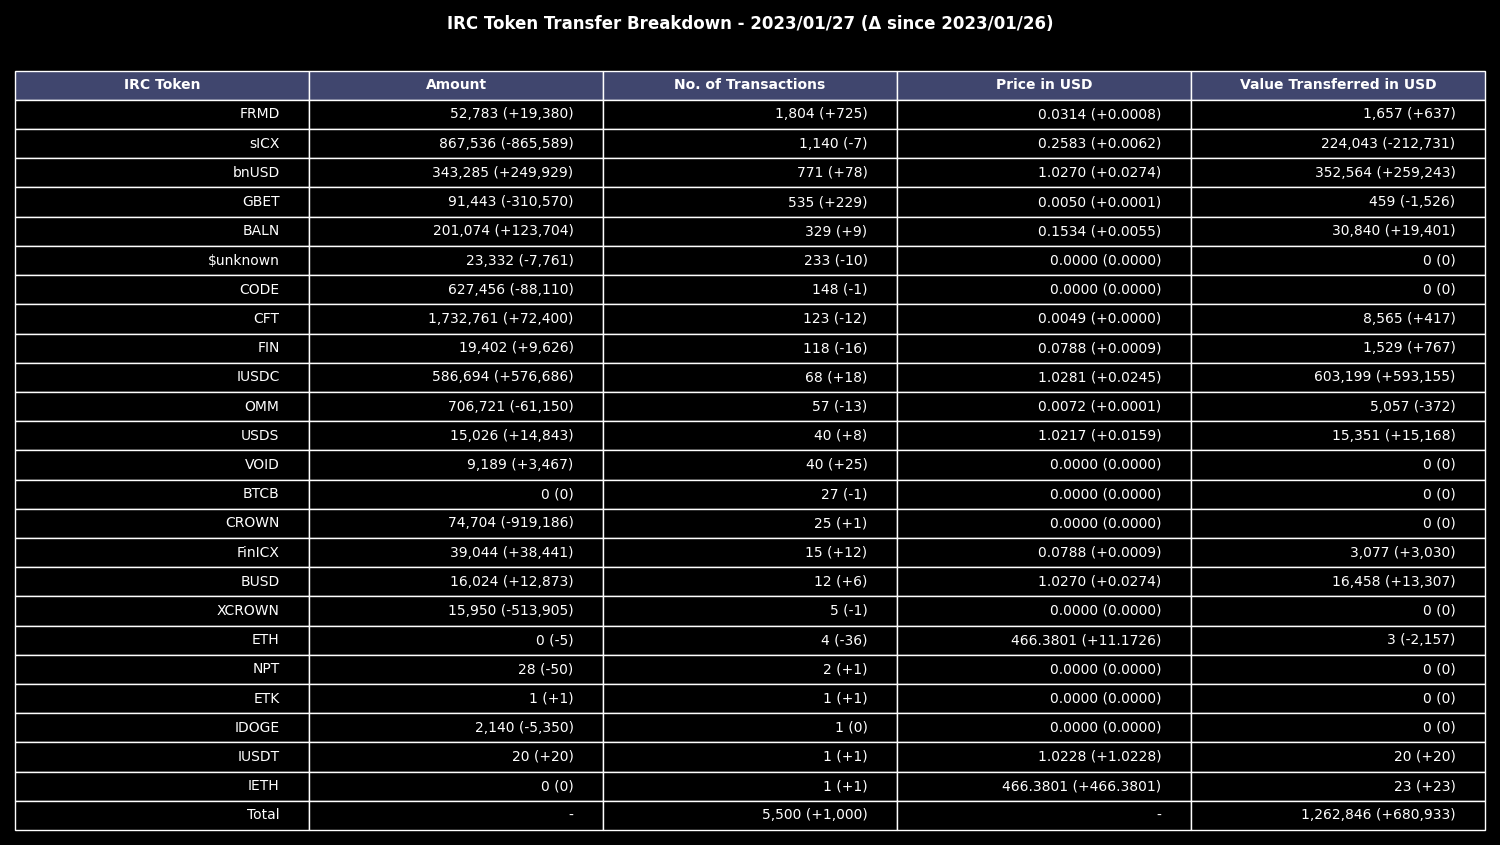 IRC Token Transfer Breakdown - 2023/01/27 (Δ since 2023/01/26)
IRC Token Amount No. of Transactions Price in USD Value Transferred in USD
FRMD 52,783 (+19,380) 1,804 (+725) 0.0314 (+0.0008) 1,657 (+637)
sICX 867,536 (-865,589) 1,140 (-7) 0.2583 (+0.0062) 224,043 (-212,731)
bnUSD 343,285 (+249,929) 771 (+78) 1.0270 (+0.0274) 352,564 (+259,243)
GBET 91,443 (-310,570) 535 (+229) 0.0050 (+0.0001) 459 (-1,526)
BALN 201,074 (+123,704) 329 (+9) 0.1534 (+0.0055) 30,840 (+19,401)
$unknown 23,332 (-7,761) 233 (-10) 0.0000 (0.0000) 0 (0)
CODE 627,456 (-88,110) 148 (-1) 0.0000 (0.0000) 0 (0)
CFT 1,732,761 (+72,400) 123 (-12) 0.0049 (+0.0000) 8,565 (+417)
FIN 19,402 (+9,626) 118 (-16) 0.0788 (+0.0009) 1,529 (+767)
IUSDC 586,694 (+576,686) 68 (+18) 1.0281 (+0.0245) 603,199 (+593,155)
OMM 706,721 (-61,150) 57 (-13) 0.0072 (+0.0001) 5,057 (-372)
USDS 15,026 (+14,843) 40 (+8) 1.0217 (+0.0159) 15,351 (+15,168)
VOID 9,189 (+3,467) 40 (+25) 0.0000 (0.0000) 0 (0)
BTCB 0 (0) 27 (-1) 0.0000 (0.0000) 0 (0)
CROWN 74,704 (-919,186) 25 (+1) 0.0000 (0.0000) 0 (0)
FinICX 39,044 (+38,441) 15 (+12) 0.0788 (+0.0009) 3,077 (+3,030)
BUSD 16,024 (+12,873) 12 (+6) 1.0270 (+0.0274) 16,458 (+13,307)
XCROWN 15,950 (-513,905) 5 (-1) 0.0000 (0.0000) 0 (0)
ETH 0 (-5) 4 (-36) 466.3801 (+11.1726) 3 (-2,157)
NPT 28 (-50) 2 (+1) 0.0000 (0.0000) 0 (0)
ETK 1 (+1) 1 (+1) 0.0000 (0.0000) 0 (0)
IDOGE 2,140 (-5,350) 1 (0) 0.0000 (0.0000) 0 (0)
IUSDT 20 (+20) 1 (+1) 1.0228 (+1.0228) 20 (+20)
IETH 0 (0) 1 (+1) 466.3801 (+466.3801) 23 (+23)
Total - 5,500 (+1,000) - 1,262,846 (+680,933)